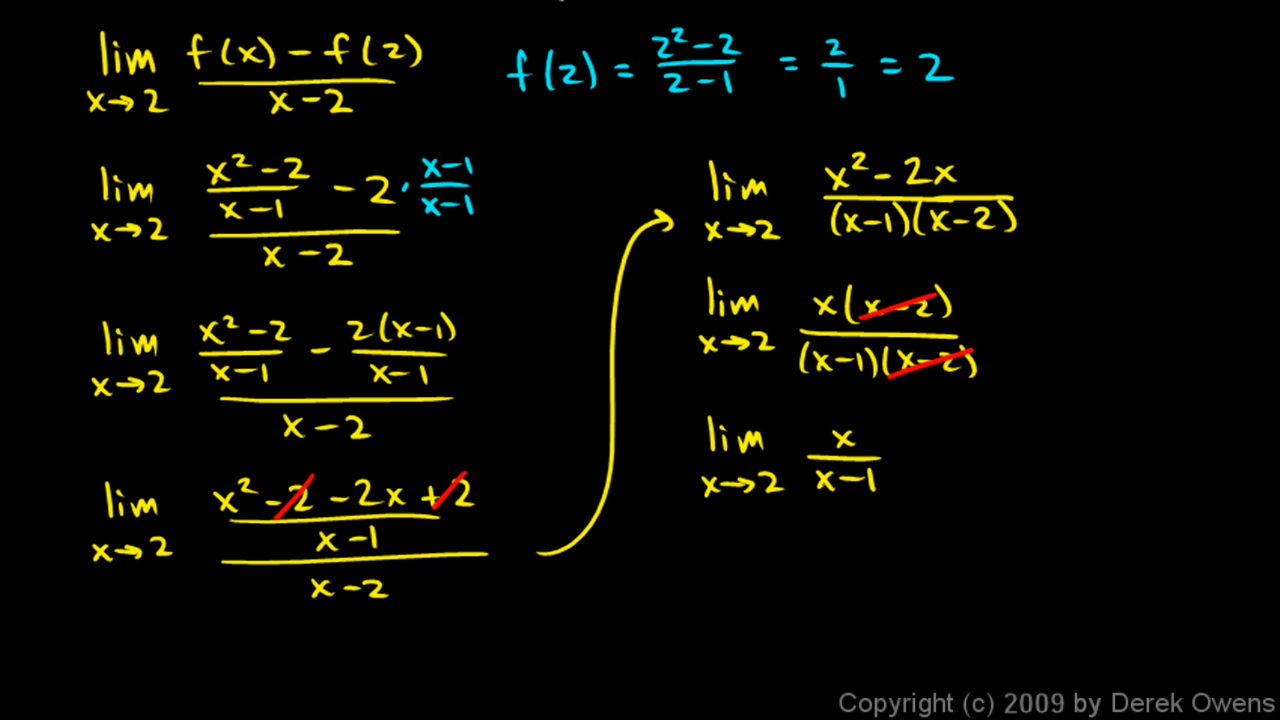 lim x→2 (f(x) - f(2))/(x-2)
f(2) = (2² - 2)/(2 - 1) = 2/1 = 2
lim x→2 ((x² - 2)/(x - 1) - 2 · (x-1)/(x-1))/(x - 2)
lim x→2 ((x² - 2)/(x - 1) - 2(x-1)/(x-1))/(x - 2)
lim x→2 ((x² - 2 - 2x + 2)/(x - 1))/(x - 2)
lim x→2 (x² - 2x)/((x-1)(x-2))
lim x→2 x(x-2)/((x-1)(x-2))
lim x→2 x/(x-1)
Copyright (c) 2009 by Derek Owens